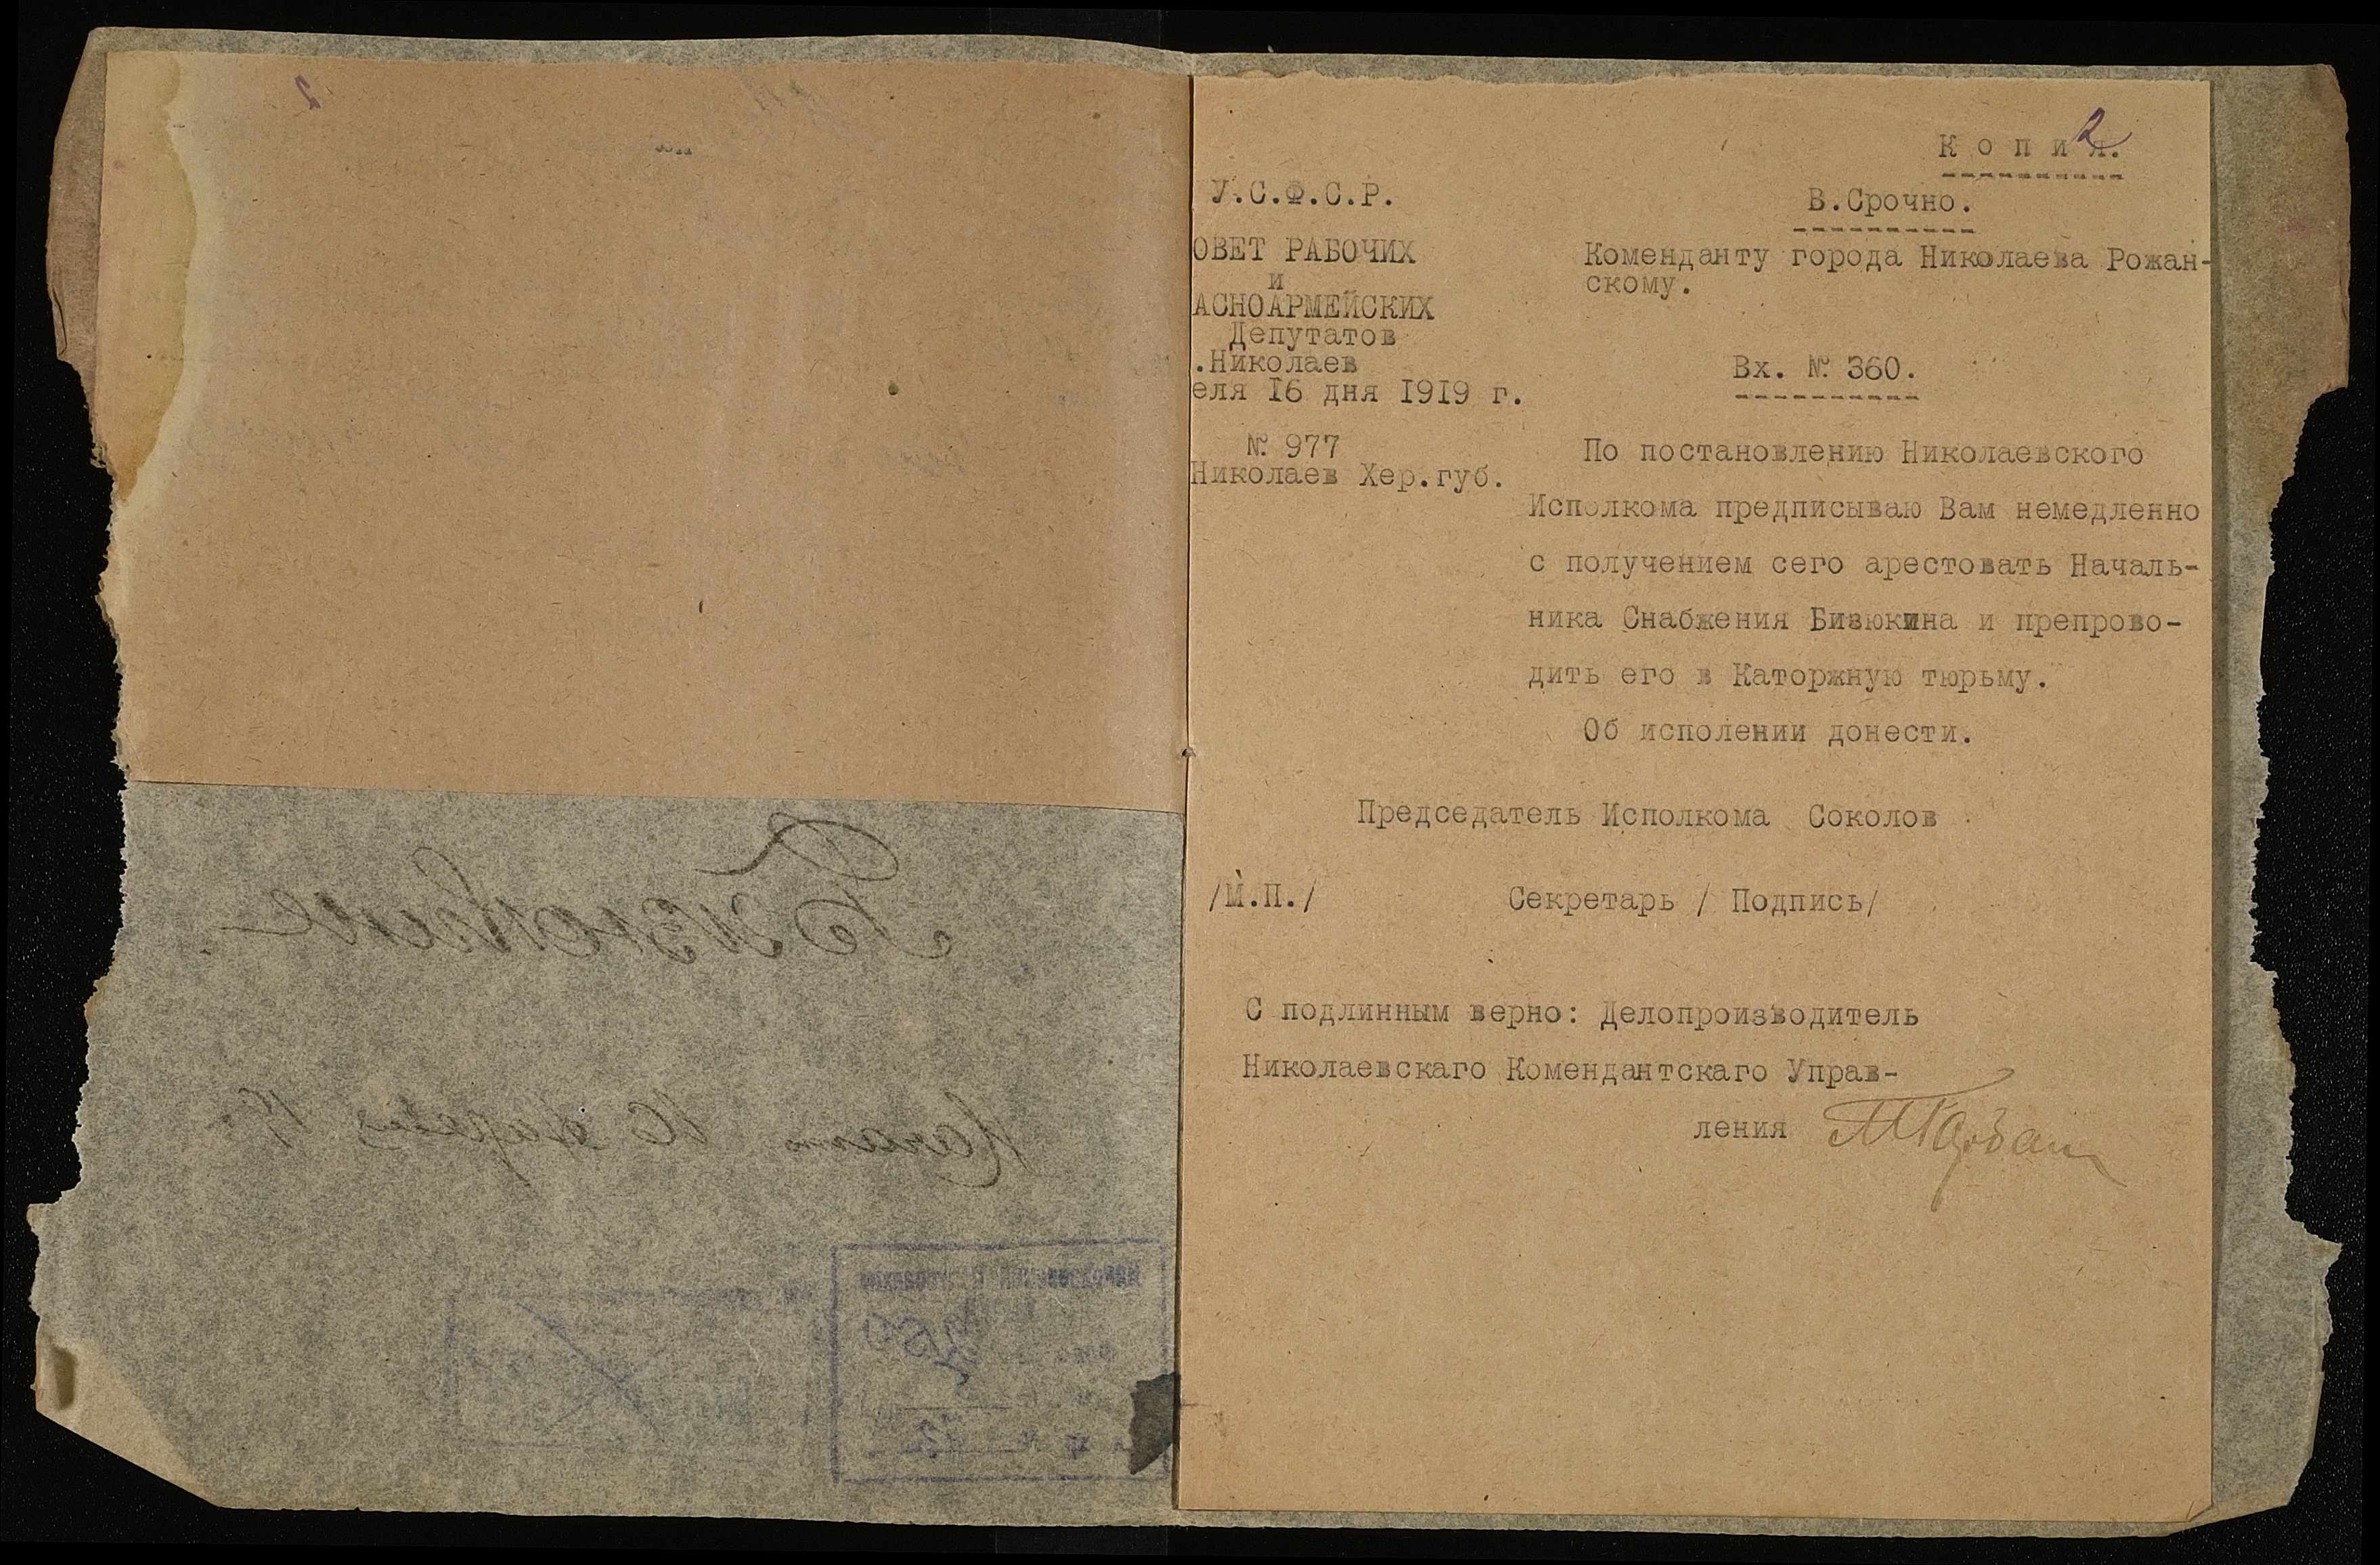 2
К о п и я.
У.С.Ф.С.Р.
В.Срочно.
ОВЕТ РАБОЧИХ
и
АСНОАРМЕЙСКИХ
Депутатов
.Николаев
еля 16 дня 1919 г.
№ 977
Николаев Хер.губ.
Коменданту города Николаева Рожан-
скому.
Вх. № 360.
По постановлению Николаевского
Исполкома предписываю Вам немедленно
с получением сего арестовать Началь-
ника Снабжения Бизюкина и препрово-
дить его в Каторжную тюрьму.
Об исполении донести.
Председатель Исполкома Соколов
/М.П./ Секретарь / Подпись/
С подлинным верно: Делопроизводитель
Николаевскаго Комендантскаго Управ-
ления